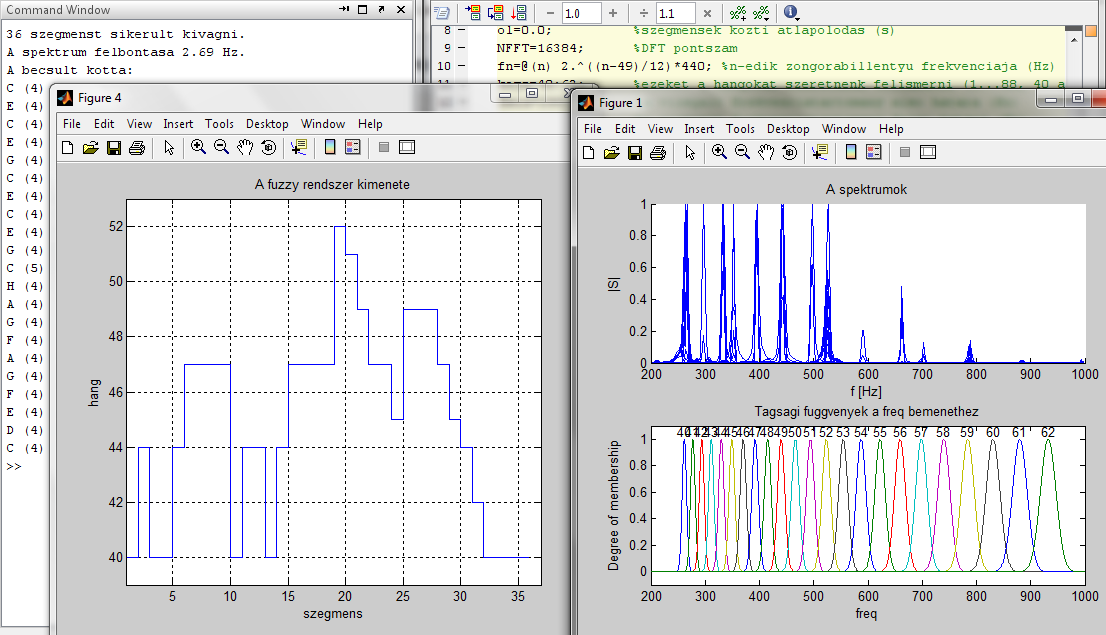 Command Window
36 szegmenst sikerult kivagni.
A spektrum felbontasa 2.69 Hz.
A becsult kotta:
C (4)
E (4)
C (4)
E (4)
G (4)
C (4)
E (4)
C (4)
E (4)
G (4)
C (5)
H (4)
A (4)
G (4)
F (4)
A (4)
G (4)
F (4)
E (4)
D (4)
C (4)
>>
1.0
1.1
8 ol=0.0; %szegmensek kozti atlapolodas (s)
9 NFFT=16384; %DFT pontszam
10 fn=@(n) 2.^((n-49)/12)*440; %n-edik zongorabillentyu frekvenciaja (Hz)
%ezeket a hangokat szeretnenk felismerni (1...88, 40 a
Figure 4
File Edit View Insert Tools Desktop Window Help
A fuzzy rendszer kimenete
52
50
48
46
44
42
40
hang
5 10 15 20 25 30 35
szegmens
Figure 1
File Edit View Insert Tools Desktop Window Help
A spektrumok
1
0.8
0.6
0.4
0.2
0
|S|
200 300 400 500 600 700 800 900 1000
f [Hz]
Tagsagi fuggvenyek a freq bemenethez
40 41 42 43 44 45 46 47 48 49 50 51 52 53 54 55 56 57 58 59 60 61 62
1
0.8
0.6
0.4
0.2
0
Degree of membership
200 300 400 500 600 700 800 900 1000
freq